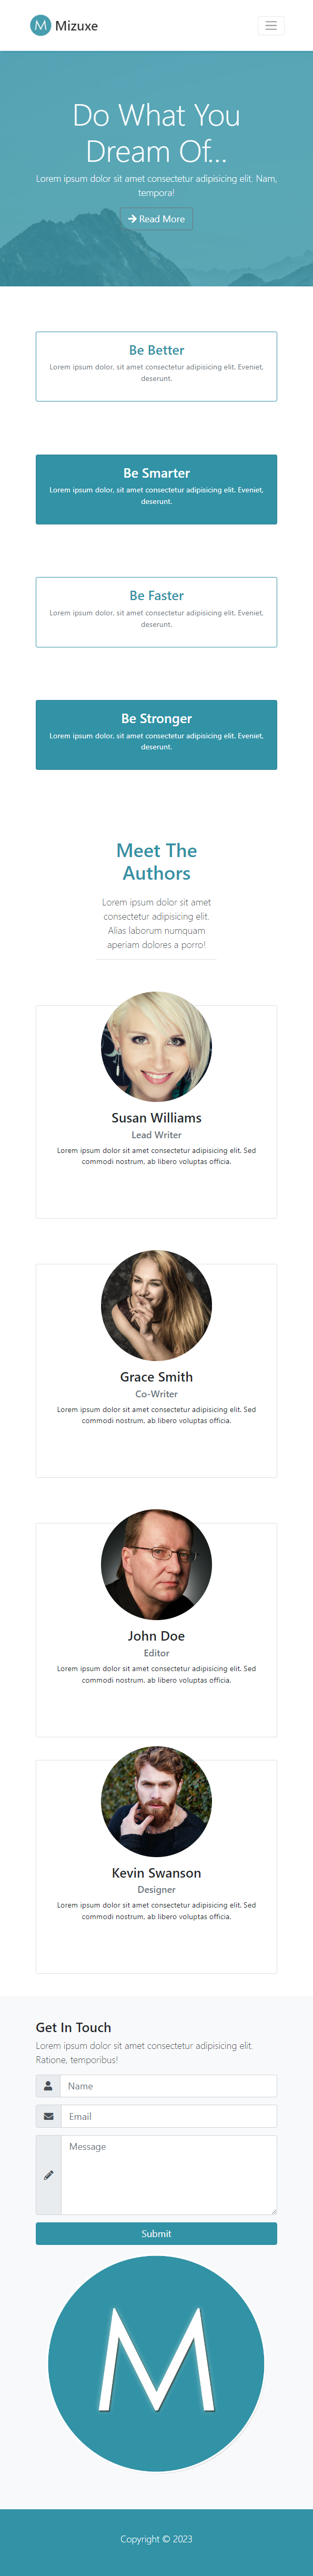 M Mizuxe
Do What You
Dream Of...
Lorem ipsum dolor sit amet consectetur adipisicing elit. Nam,
tempora!
Read More
Be Better
Lorem ipsum dolor, sit amet consectetur adipisicing elit. Eveniet,
deserunt.
Be Smarter
Lorem ipsum dolor, sit amet consectetur adipisicing elit. Eveniet,
deserunt.
Be Faster
Lorem ipsum dolor, sit amet consectetur adipisicing elit. Eveniet,
deserunt.
Be Stronger
Lorem ipsum dolor, sit amet consectetur adipisicing elit. Eveniet,
deserunt.
Meet The
Authors
Lorem ipsum dolor sit amet
consectetur adipisicing elit.
Alias laborum numquam
aperiam dolores a porro!
Susan Williams
Lead Writer
Lorem ipsum dolor sit amet consectetur adipisicing elit. Sed
commodi nostrum, ab libero voluptas officia.
Grace Smith
Co-Writer
Lorem ipsum dolor sit amet consectetur adipisicing elit. Sed
commodi nostrum, ab libero voluptas officia.
John Doe
Editor
Lorem ipsum dolor sit amet consectetur adipisicing elit. Sed
commodi nostrum, ab libero voluptas officia.
Kevin Swanson
Designer
Lorem ipsum dolor sit amet consectetur adipisicing elit. Sed
commodi nostrum, ab libero voluptas officia.
Get In Touch
Lorem ipsum dolor sit amet consectetur adipisicing elit.
Ratione, temporibus!
Name
Email
Message
Submit
M
Copyright © 2023